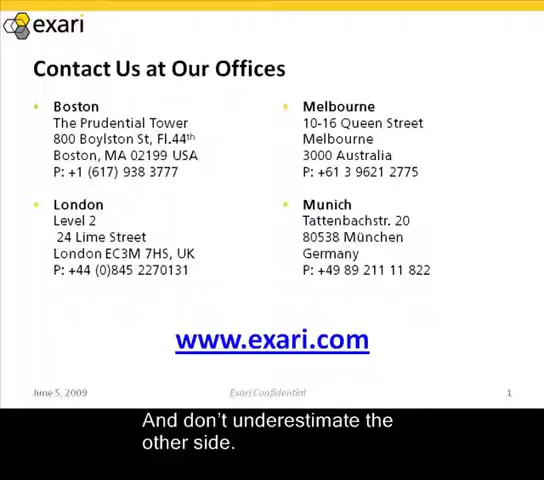 exari
Contact Us at Our Offices
Boston
The Prudential Tower
800 Boylston St, Fl.44th
Boston, MA 02199 USA
P: +1 (617) 938 3777
Melbourne
10-16 Queen Street
Melbourne
3000 Australia
P: +61 3 9621 2775
London
Level 2
24 Lime Street
London EC3M 7HS, UK
P: +44 (0)845 2270131
Munich
Tattenbachstr. 20
80538 München
Germany
P: +49 89 211 11 822
www.exari.com
June 5, 2009
Exari Confidential
1
And don't underestimate the
other side.